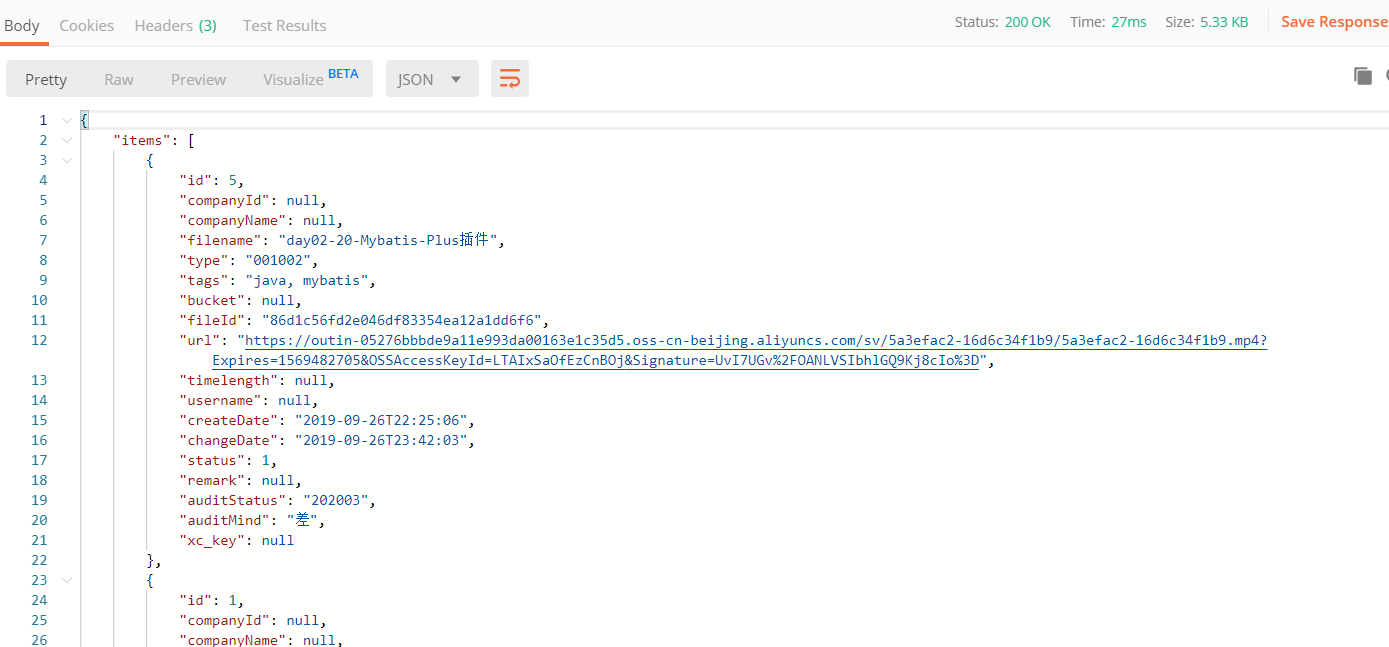 Body Cookies Headers (3) Test Results Status: 200 OK Time: 27ms Size: 5.33 KB Save Response
Pretty Raw Preview Visualize BETA JSON
1 {
2 "items": [
3 {
4 "id": 5,
5 "companyId": null,
6 "companyName": null,
7 "filename": "day02-20-Mybatis-Plus插件",
8 "type": "001002",
9 "tags": "java, mybatis",
10 "bucket": null,
11 "fileId": "86d1c56fd2e046df83354ea12a1dd6f6",
12 "url": "https://outin-05276bbbde9a11e993da00163e1c35d5.oss-cn-beijing.aliyuncs.com/sv/5a3efac2-16d6c34f1b9/5a3efac2-16d6c34f1b9.mp4?
Expires=1569482705&OSSAccessKeyId=LTAIxSaOfEzCnBOj&Signature=UvI7UGv%2FOANLVSIbhlGQ9Kj8cIo%3D",
13 "timelength": null,
14 "username": null,
15 "createDate": "2019-09-26T22:25:06",
16 "changeDate": "2019-09-26T23:42:03",
17 "status": 1,
18 "remark": null,
19 "auditStatus": "202003",
20 "auditMind": "差",
21 "xc_key": null
22 },
23 {
24 "id": 1,
25 "companyId": null,
26 "companyName": null,